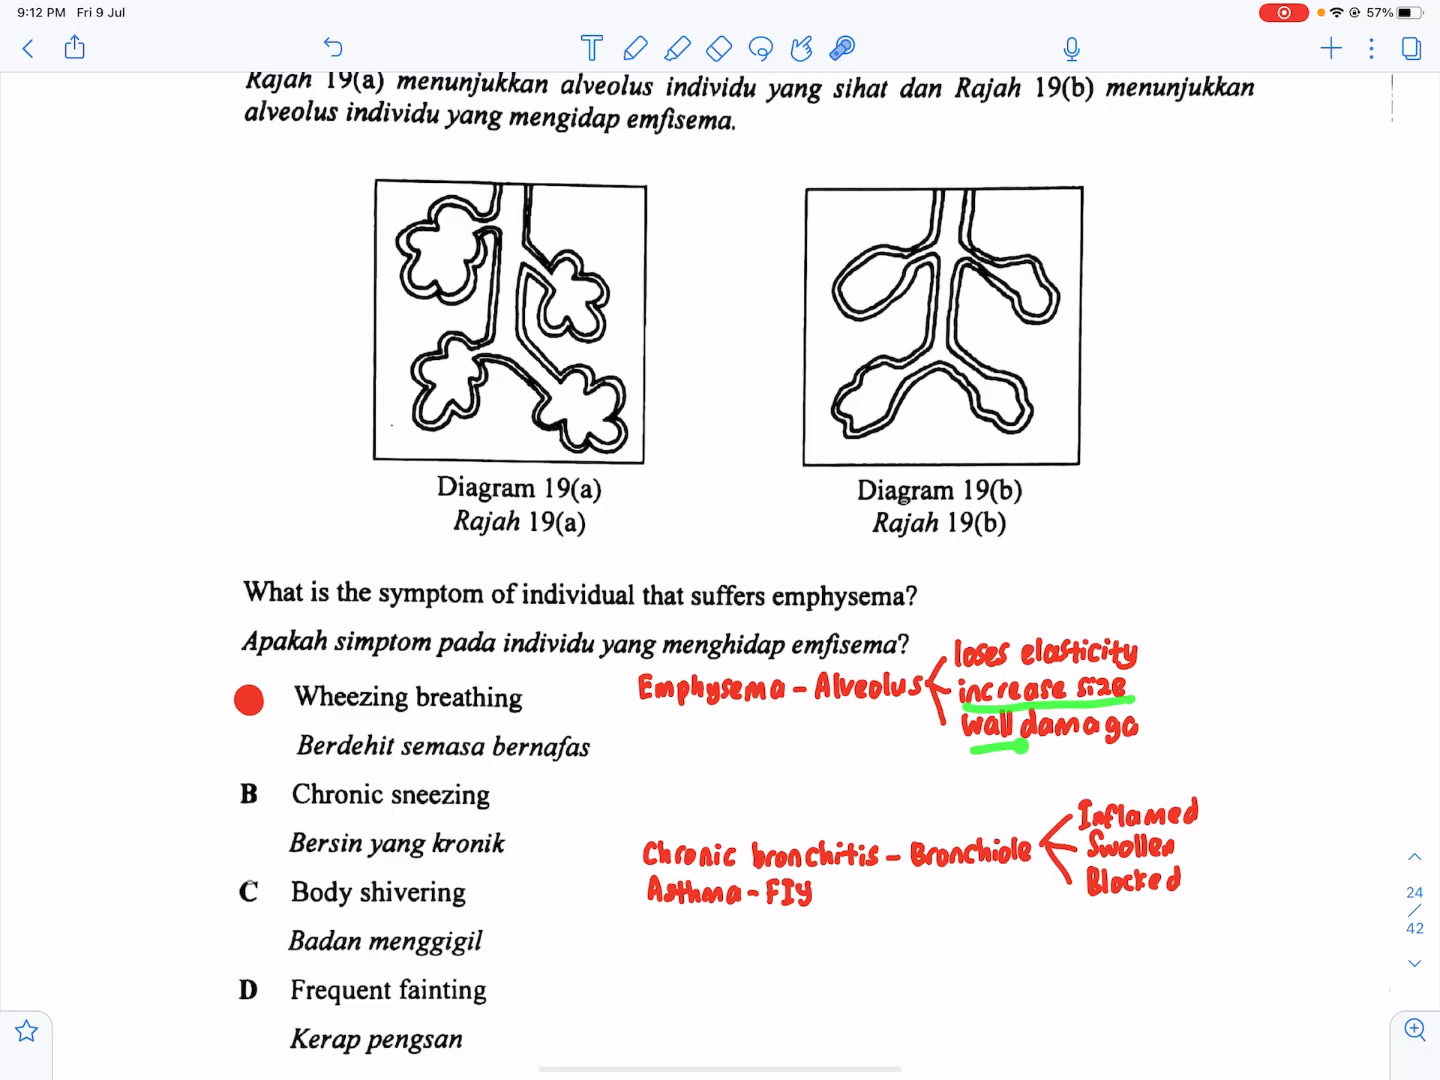 9:12 PM Fri 9 Jul
57%
Rajah 19(a) menunjukkan alveolus individu yang sihat dan Rajah 19(b) menunjukkan
alveolus individu yang mengidap emfisema.
Diagram 19(a)
Rajah 19(a)
Diagram 19(b)
Rajah 19(b)
What is the symptom of individual that suffers emphysema?
Apakah simptom pada individu yang menghidap emfisema?
loses elasticity
Emphysema - Alveolus
increase size
wall damage
Wheezing breathing
Berdehit semasa bernafas
B Chronic sneezing
Bersin yang kronik
Inflamed
Chronic bronchitis - Bronchiole
Swollen
Blocked
Asthma - FIY
C Body shivering
Badan menggigil
D Frequent fainting
Kerap pengsan
24
/
42